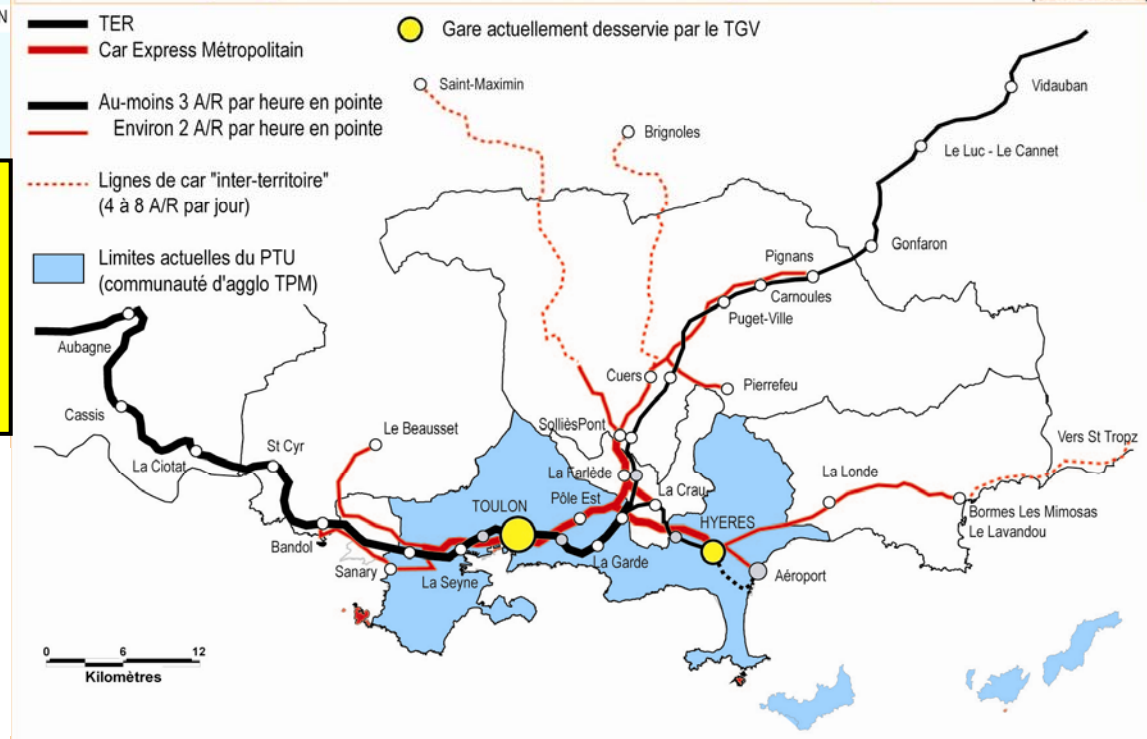 N
TER
Car Express Métropolitain
Gare actuellement desservie par le TGV
Au-moins 3 A/R par heure en pointe
Environ 2 A/R par heure en pointe
Lignes de car "inter-territoire"
(4 à 8 A/R par jour)
Limites actuelles du PTU
(communauté d'agglo TPM)
Saint-Maximin
Brignoles
Vidauban
Le Luc - Le Cannet
Gonfaron
Pignans
Carnoules
Puget-Ville
Aubagne
Cuers
Pierrefeu
Cassis
Le Beausset
SollièsPont
Vers St Tropz
La Ciotat
St Cyr
La Farlède
La Londe
La Crau
Pôle Est
TOULON
HYERES
Bormes Les Mimosas
Le Lavandou
Bandol
La Garde
Sanary
La Seyne
Aéroport
0 6 12
Kilomètres